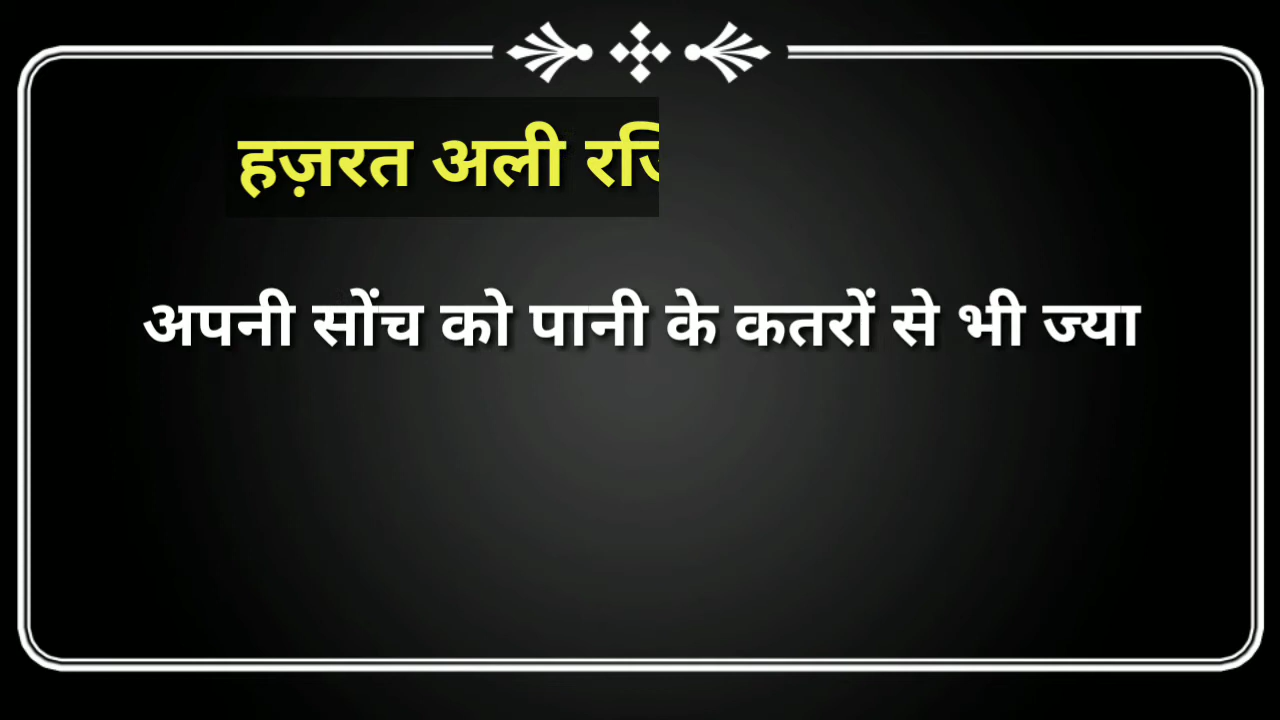 हज़रत अली
अपनी सोंच को पानी के कतरों से भी ज्या